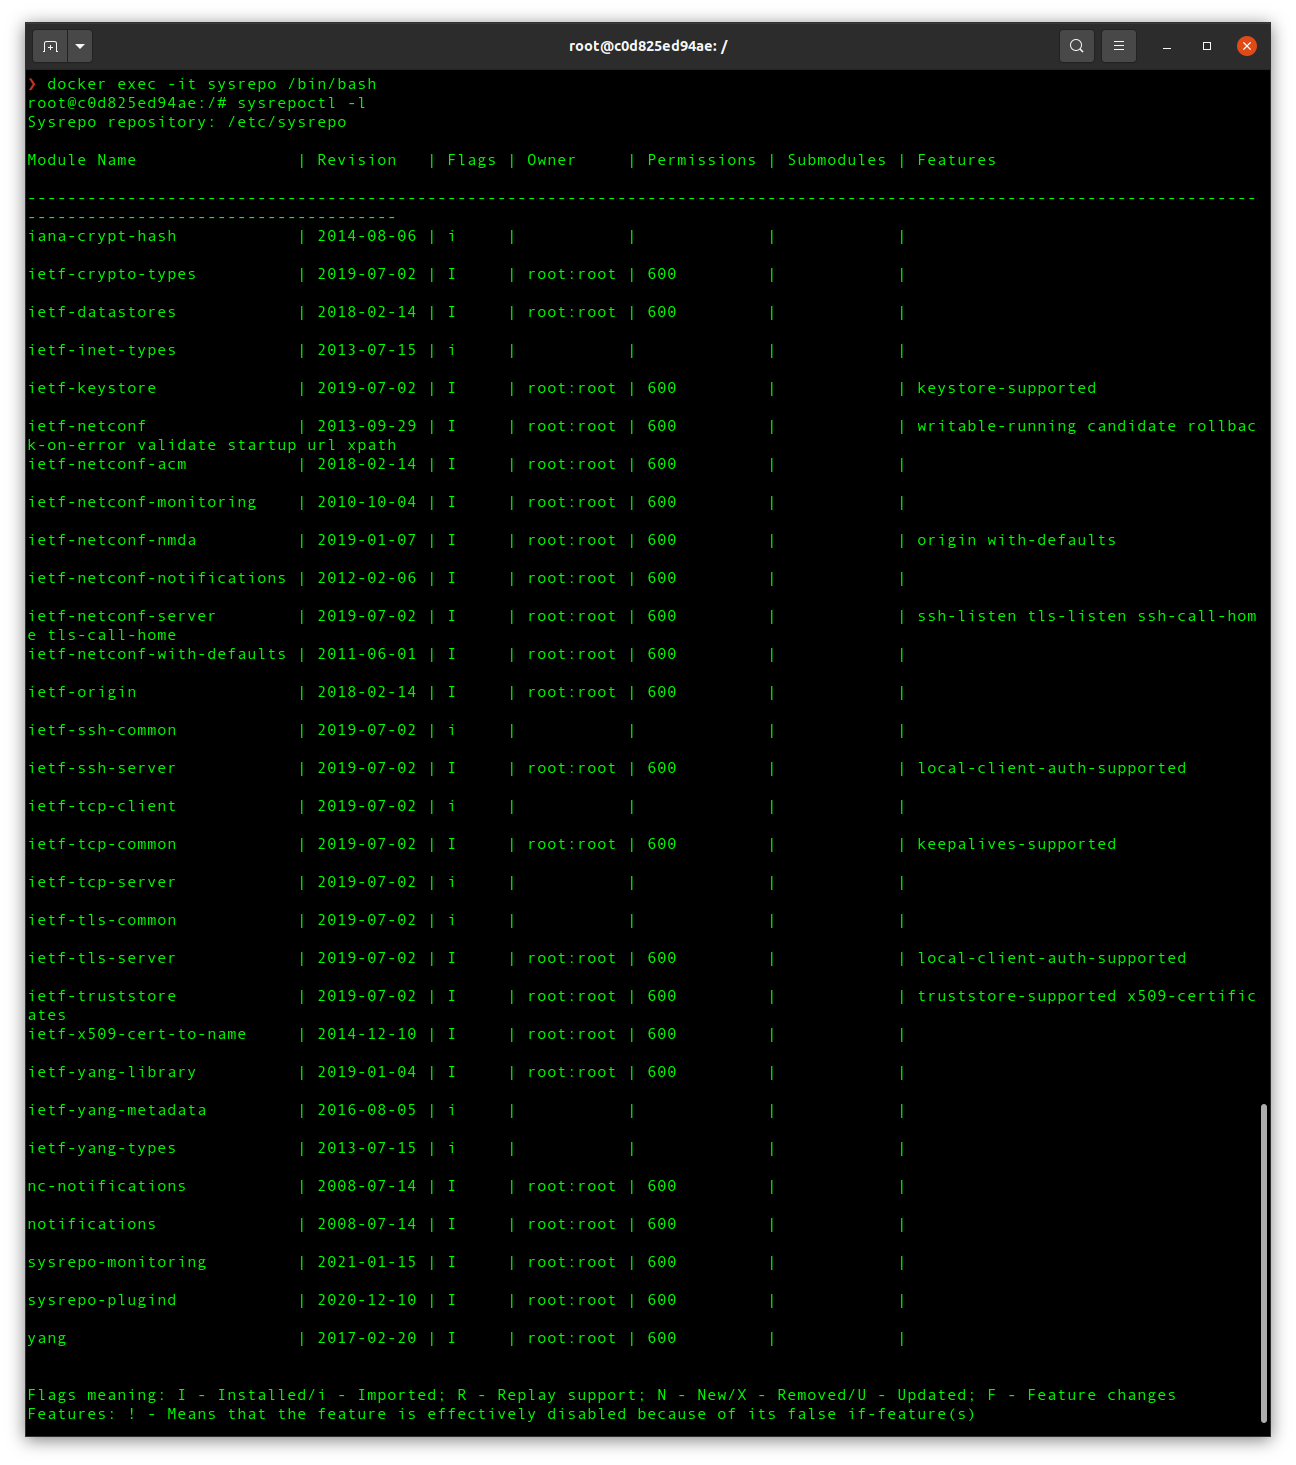 root@c0d825ed94ae: /
❯ docker exec -it sysrepo /bin/bash
root@c0d825ed94ae:/# sysrepoctl -l
Sysrepo repository: /etc/sysrepo
Module Name                | Revision   | Flags | Owner     | Permissions | Submodules | Features
---------------------------------------------------------------------------------------------------------------------------
-------------------------------------
iana-crypt-hash            | 2014-08-06 | i     |           |             |            |
ietf-crypto-types          | 2019-07-02 | I     | root:root | 600         |            |
ietf-datastores            | 2018-02-14 | I     | root:root | 600         |            |
ietf-inet-types            | 2013-07-15 | i     |           |             |            |
ietf-keystore              | 2019-07-02 | I     | root:root | 600         |            | keystore-supported
ietf-netconf               | 2013-09-29 | I     | root:root | 600         |            | writable-running candidate rollbac
k-on-error validate startup url xpath
ietf-netconf-acm           | 2018-02-14 | I     | root:root | 600         |            |
ietf-netconf-monitoring    | 2010-10-04 | I     | root:root | 600         |            |
ietf-netconf-nmda          | 2019-01-07 | I     | root:root | 600         |            | origin with-defaults
ietf-netconf-notifications | 2012-02-06 | I     | root:root | 600         |            |
ietf-netconf-server        | 2019-07-02 | I     | root:root | 600         |            | ssh-listen tls-listen ssh-call-hom
e tls-call-home
ietf-netconf-with-defaults | 2011-06-01 | I     | root:root | 600         |            |
ietf-origin                | 2018-02-14 | I     | root:root | 600         |            |
ietf-ssh-common            | 2019-07-02 | i     |           |             |            |
ietf-ssh-server            | 2019-07-02 | I     | root:root | 600         |            | local-client-auth-supported
ietf-tcp-client            | 2019-07-02 | i     |           |             |            |
ietf-tcp-common            | 2019-07-02 | I     | root:root | 600         |            | keepalives-supported
ietf-tcp-server            | 2019-07-02 | i     |           |             |            |
ietf-tls-common            | 2019-07-02 | i     |           |             |            |
ietf-tls-server            | 2019-07-02 | I     | root:root | 600         |            | local-client-auth-supported
ietf-truststore            | 2019-07-02 | I     | root:root | 600         |            | truststore-supported x509-certific
ates
ietf-x509-cert-to-name     | 2014-12-10 | I     | root:root | 600         |            |
ietf-yang-library          | 2019-01-04 | I     | root:root | 600         |            |
ietf-yang-metadata         | 2016-08-05 | i     |           |             |            |
ietf-yang-types            | 2013-07-15 | i     |           |             |            |
nc-notifications           | 2008-07-14 | I     | root:root | 600         |            |
notifications              | 2008-07-14 | I     | root:root | 600         |            |
sysrepo-monitoring         | 2021-01-15 | I     | root:root | 600         |            |
sysrepo-plugind            | 2020-12-10 | I     | root:root | 600         |            |
yang                       | 2017-02-20 | I     | root:root | 600         |            |
Flags meaning: I - Installed/i - Imported; R - Replay support; N - New/X - Removed/U - Updated; F - Feature changes
Features: ! - Means that the feature is effectively disabled because of its false if-feature(s)